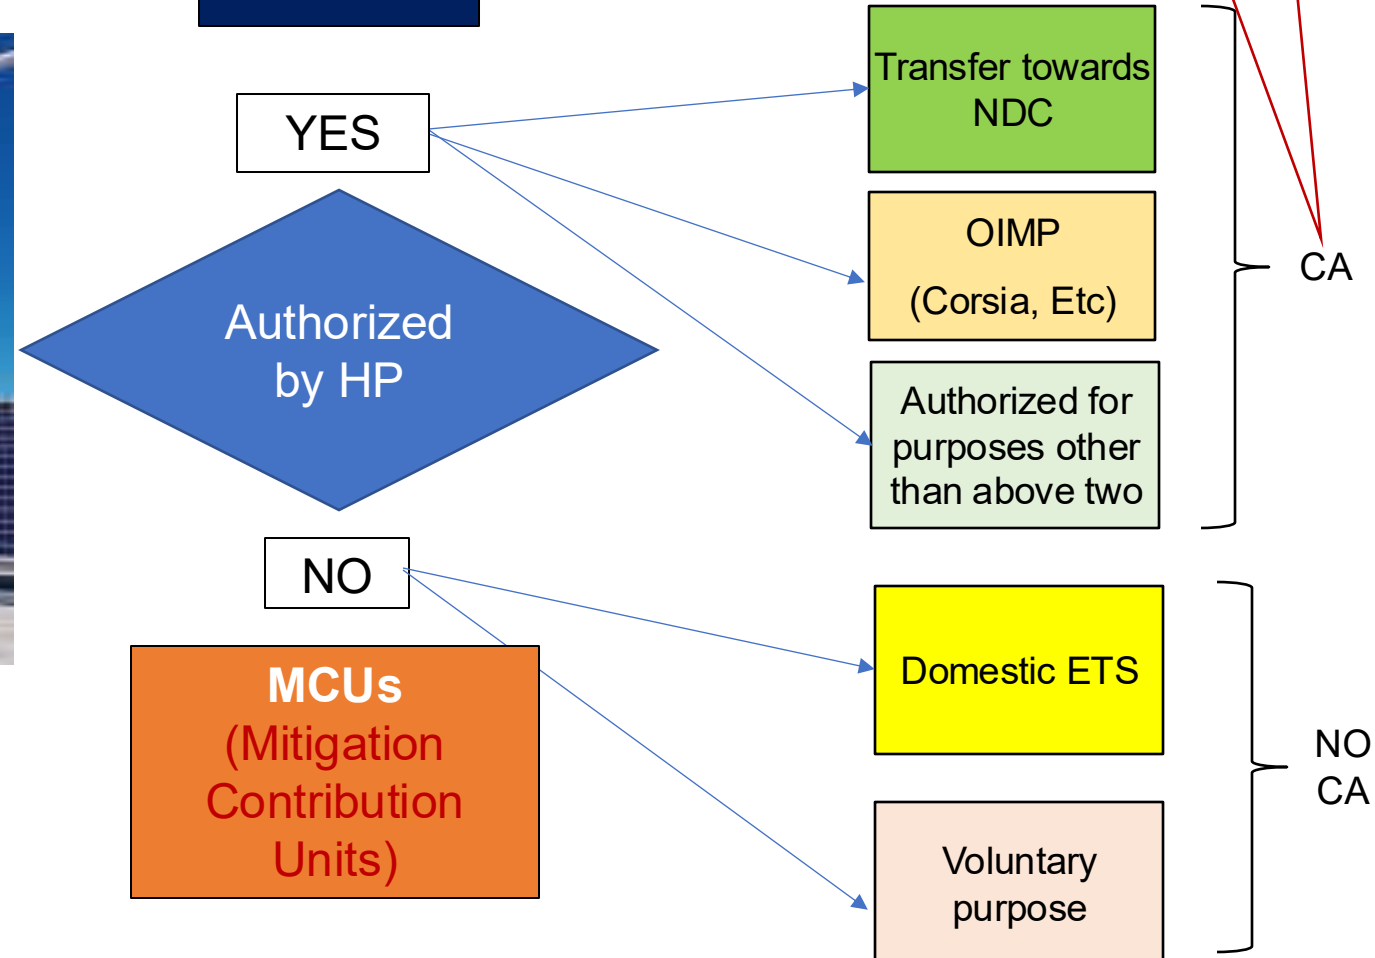 YES
Authorized
by HP
NO
MCUs
(Mitigation
Contribution
Units)
Transfer towards
NDC
OIMP
(Corsia, Etc)
Authorized for
purposes other
than above two
CA
Domestic ETS
Voluntary
purpose
NO
CA